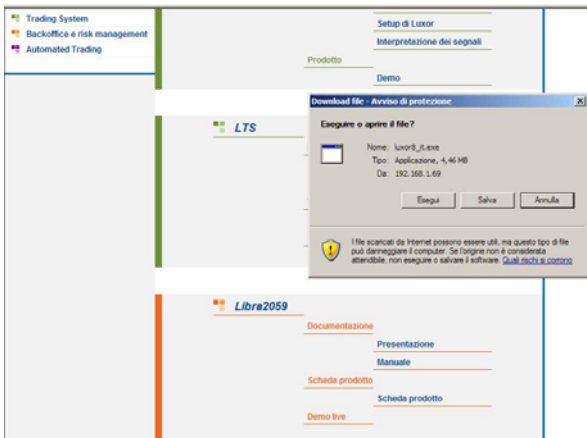 Trading System
Backoffice e risk management
Automated Trading
Setup di Luxor
Interpretazione dei segnali
Prodotto
Demo
Download file - Avviso di protezione
Eseguire o aprire il file?
Nome: luxor8_it.exe
Tipo: Applicazione, 4,46 MB
Da: 192.168.1.69
Esegui Salva Annulla
I file scaricati da Internet possono essere utili, ma questo tipo di file
può danneggiare il computer. Se l'origine non è considerata
attendibile, non eseguire o salvare il software. Quali rischi si corrono
LTS
Libra2059
Documentazione
Presentazione
Manuale
Scheda prodotto
Scheda prodotto
Demo live